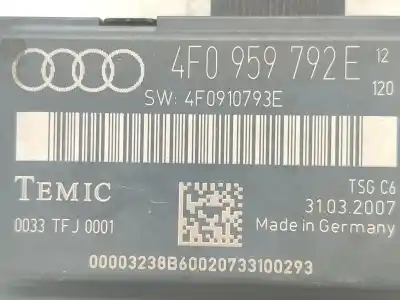 4F0 959 792E 12
120
SW: 4F0910793E
TEMIC
TSG C6
31.03.2007
0033 TFJ 0001
Made in Germany
00003238B60020733100293